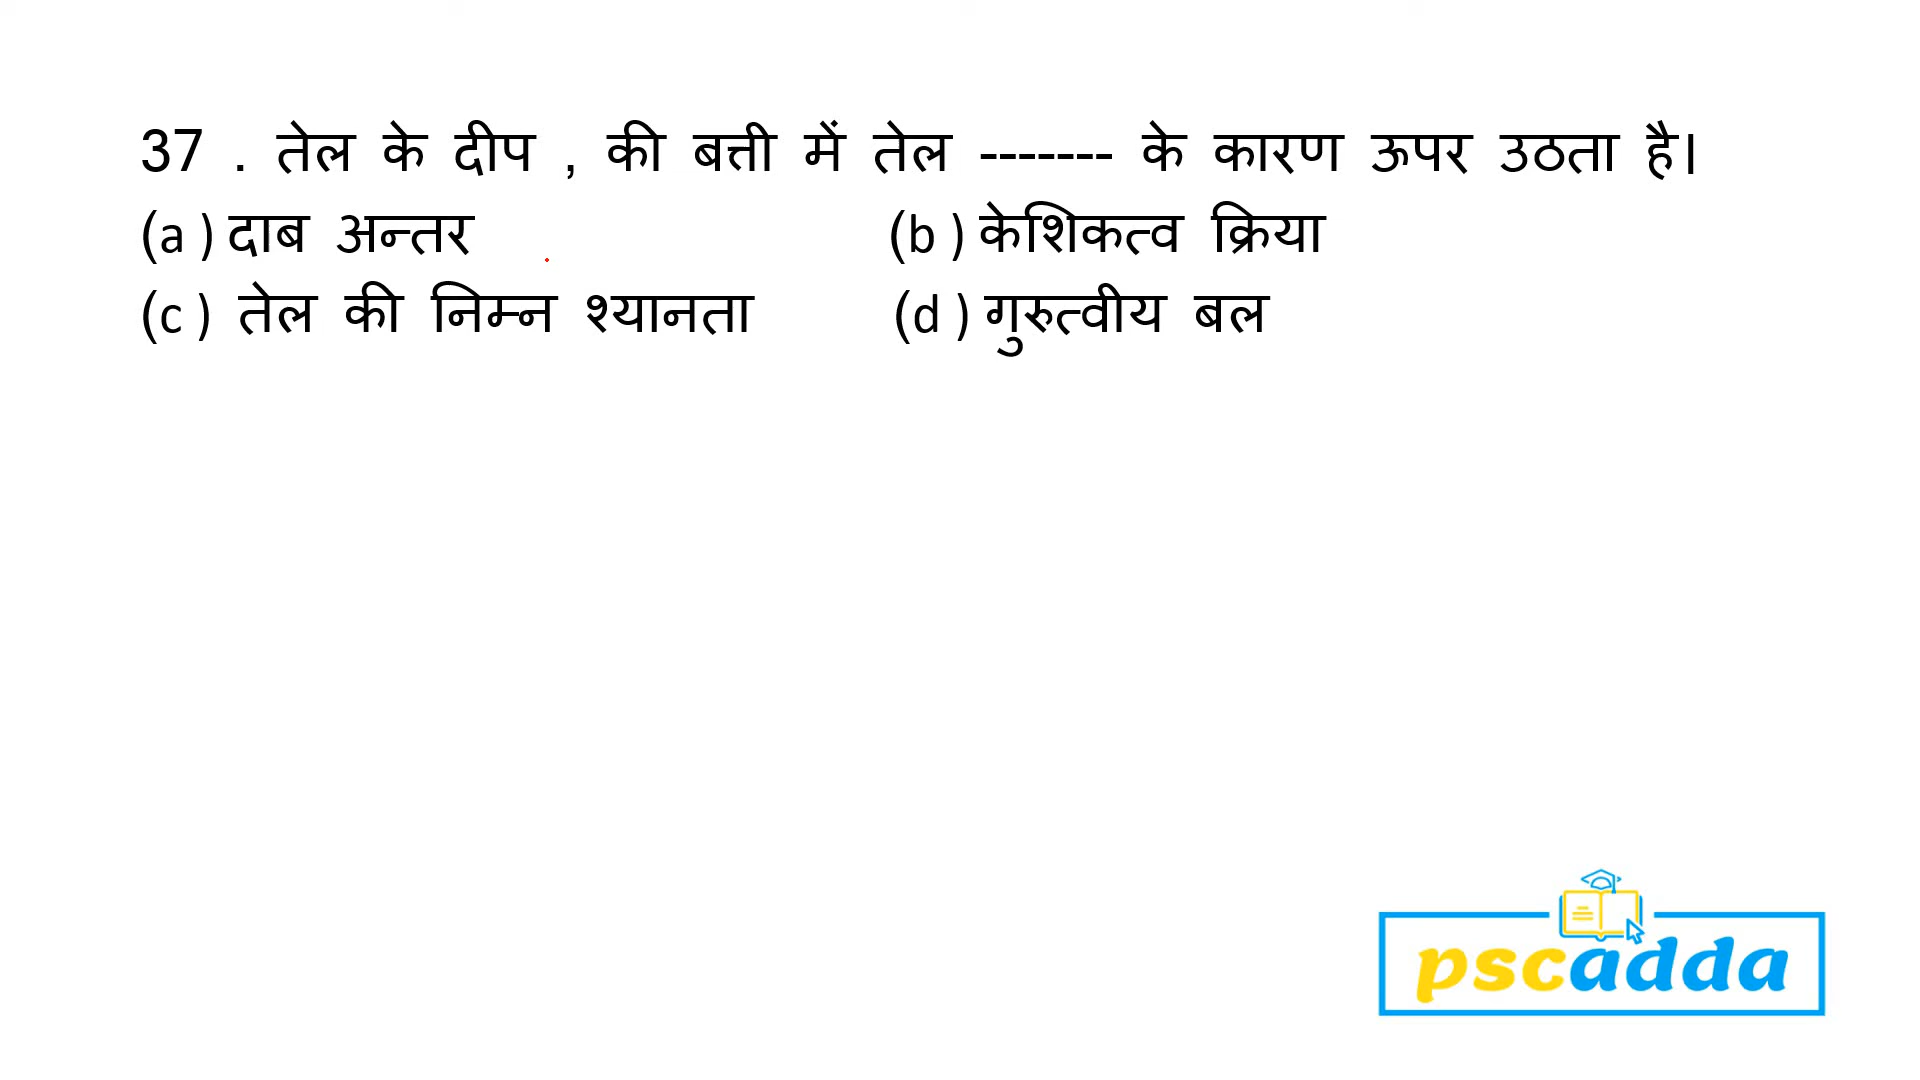 37 . तेल के दीप , की बत्ती में तेल ------- के कारण ऊपर उठता है।
(a ) दाब अन्तर (b ) केशिकत्व क्रिया
(c ) तेल की निम्न श्यानता (d ) गुरुत्वीय बल
pscadda